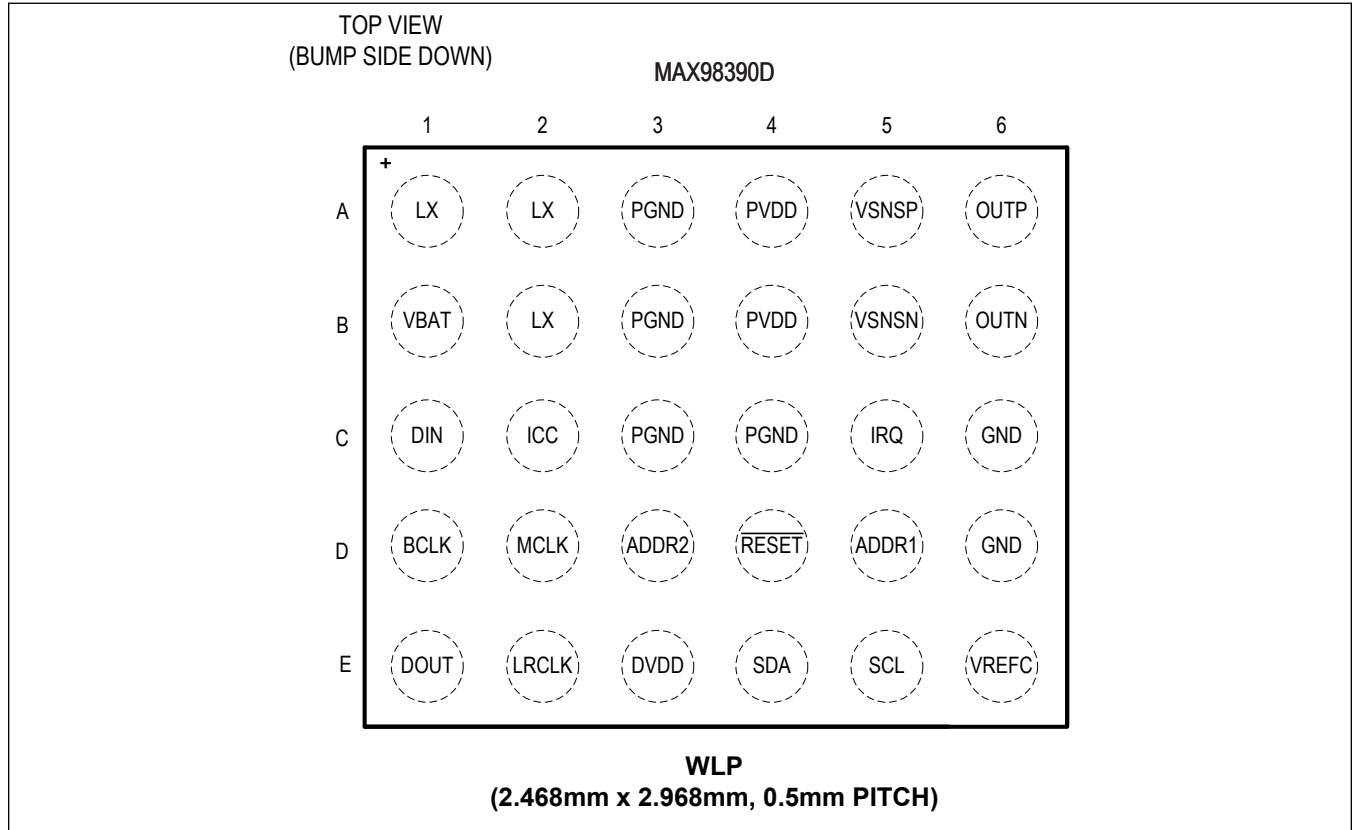 TOP VIEW
(BUMP SIDE DOWN)
MAX98390D
1 2 3 4 5 6
+
A LX LX PGND PVDD VSNSP OUTP
B VBAT LX PGND PVDD VSNSN OUTN
C DIN ICC PGND PGND IRQ GND
D BCLK MCLK ADDR2 RESET ADDR1 GND
E DOUT LRCLK DVDD SDA SCL VREFC
WLP
(2.468mm x 2.968mm, 0.5mm PITCH)